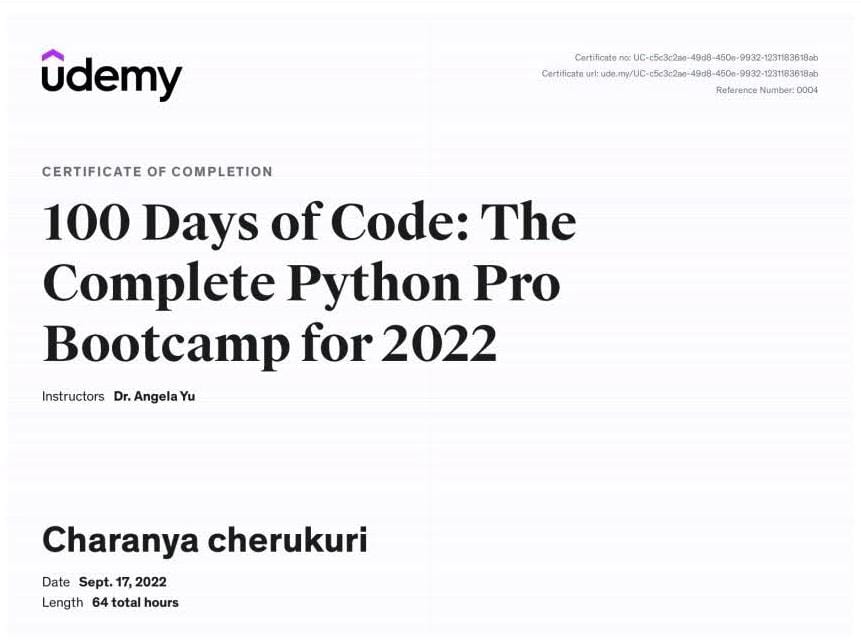 udemy
Certificate no: UC-c5c3c2ae-49d8-450e-9932-1231183618ab
Certificate url: ude.my/UC-c5c3c2ae-49d8-450e-9932-1231183618ab
Reference Number: 0004
CERTIFICATE OF COMPLETION
100 Days of Code: The
Complete Python Pro
Bootcamp for 2022
Instructors Dr. Angela Yu
Charanya cherukuri
Date Sept. 17, 2022
Length 64 total hours